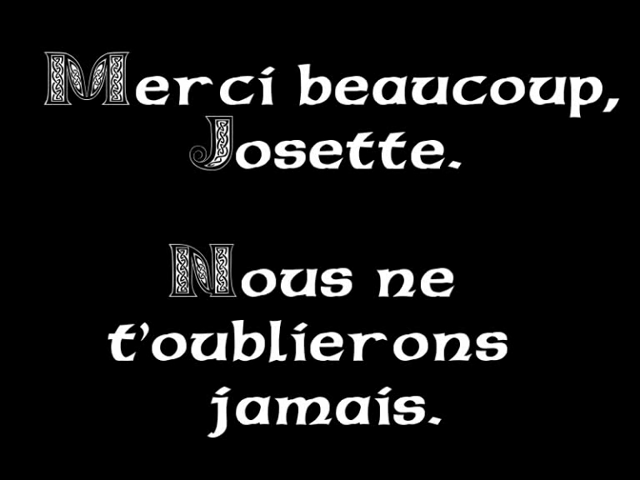 Merci beaucoup,
Josette.
Nous ne
t'oublierons
jamais.